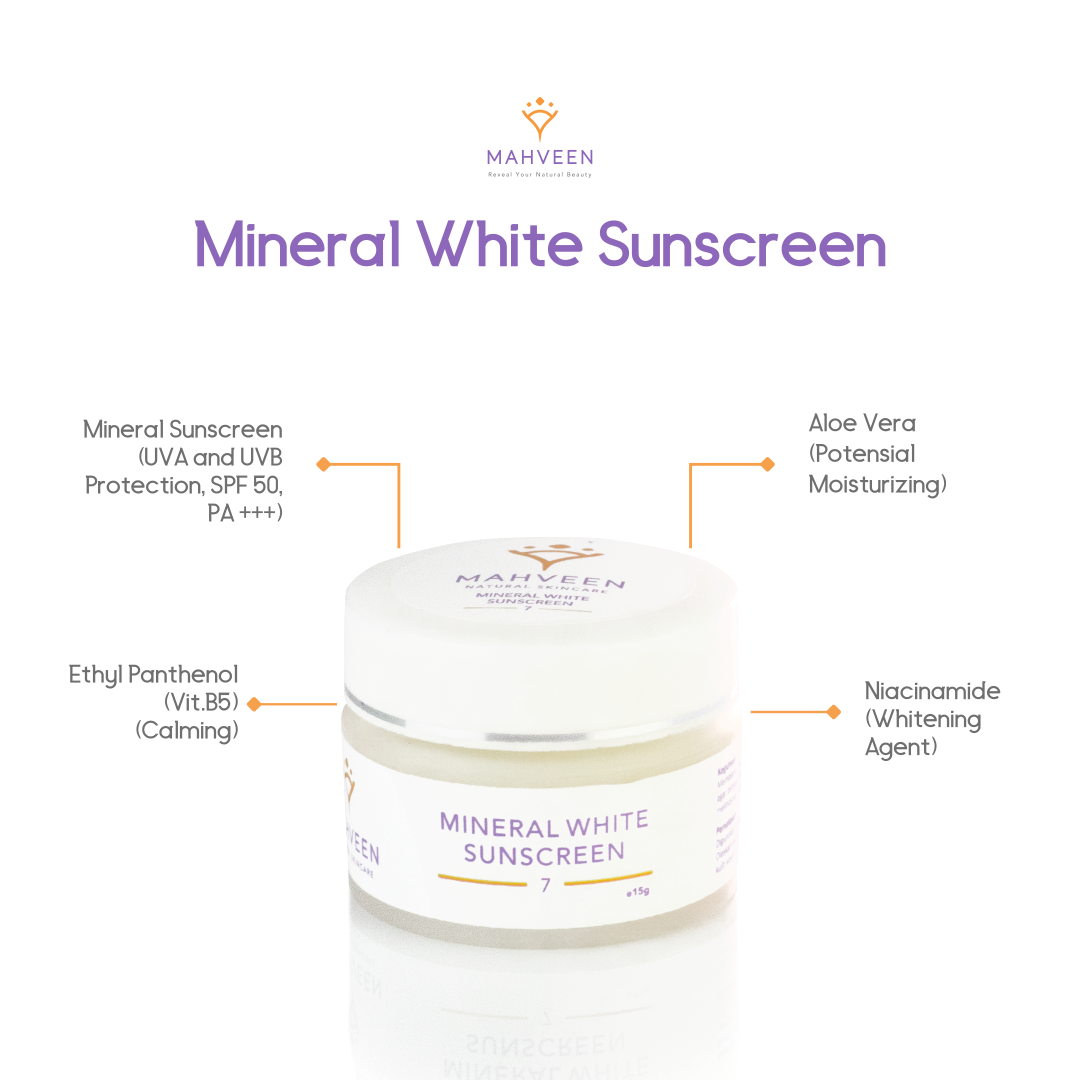 MAHVEEN
Reveal Your Natural Beauty
Mineral White Sunscreen
Mineral Sunscreen
(UVA and UVB
Protection, SPF 50,
PA +++)
Aloe Vera
(Potensial
Moisturizing)
Ethyl Panthenol
(Vit.B5)
(Calming)
Niacinamide
(Whitening
Agent)
MAHVEEN
NATURAL SKINCARE
MINERAL WHITE
SUNSCREEN
7
MINERAL WHITE
SUNSCREEN
7
e15g